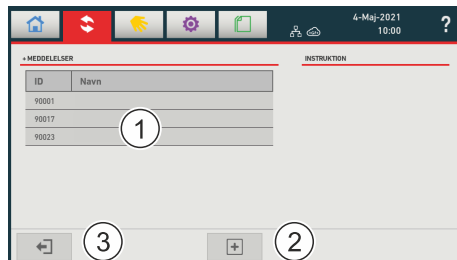 4-Maj-2021
10:00
?
+ MEDDELELSER
INSTRUKTION
ID Navn
90001
90017
90023
1
3
2